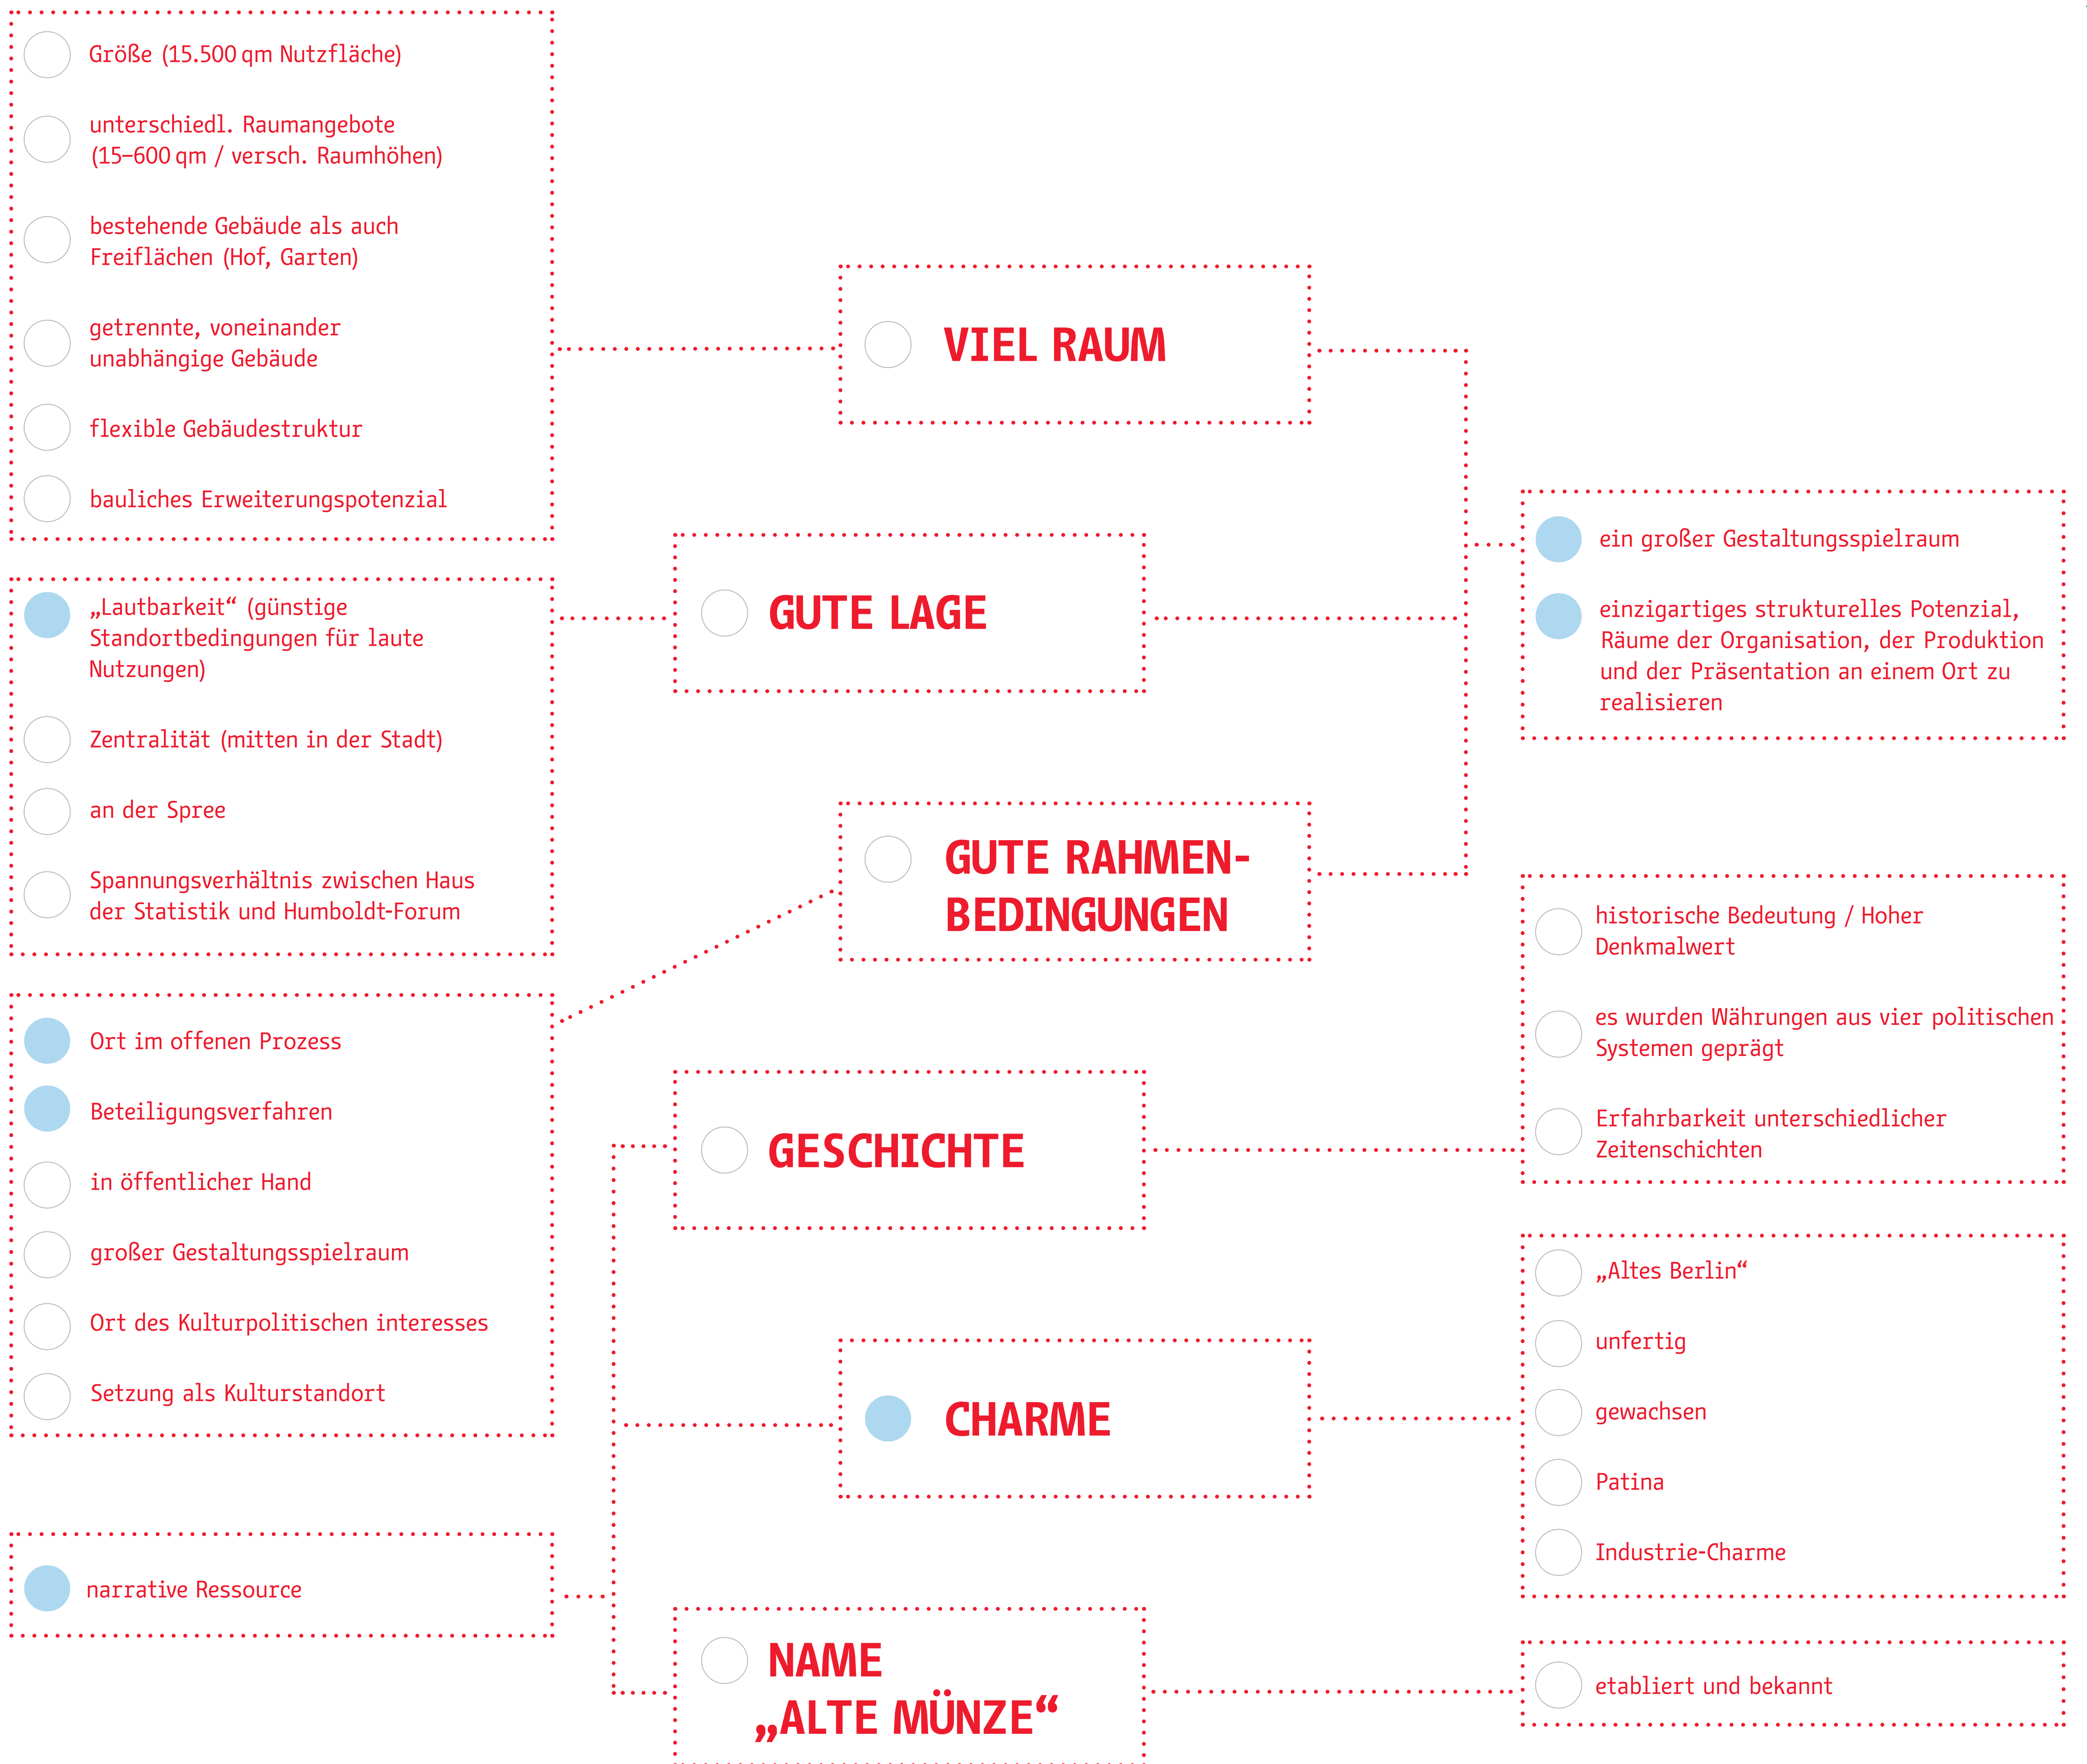 Größe (15.500 qm Nutzfläche)
unterschiedl. Raumangebote
(15–600 qm / versch. Raumhöhen)
bestehende Gebäude als auch
Freiflächen (Hof, Garten)
getrennte, voneinander
unabhängige Gebäude
flexible Gebäudestruktur
bauliches Erweiterungspotenzial
„Lautbarkeit“ (günstige
Standortbedingungen für laute
Nutzungen)
Zentralität (mitten in der Stadt)
an der Spree
Spannungsverhältnis zwischen Haus
der Statistik und Humboldt-Forum
Ort im offenen Prozess
Beteiligungsverfahren
in öffentlicher Hand
großer Gestaltungsspielraum
Ort des Kulturpolitischen interesses
Setzung als Kulturstandort
narrative Ressource
VIEL RAUM
GUTE LAGE
GUTE RAHMEN-
BEDINGUNGEN
GESCHICHTE
CHARME
NAME
„ALTE MÜNZE“
ein großer Gestaltungsspielraum
einzigartiges strukturelles Potenzial,
Räume der Organisation, der Produktion
und der Präsentation an einem Ort zu
realisieren
historische Bedeutung / Hoher
Denkmalwert
es wurden Währungen aus vier politischen
Systemen geprägt
Erfahrbarkeit unterschiedlicher
Zeitenschichten
„Altes Berlin“
unfertig
gewachsen
Patina
Industrie-Charme
etabliert und bekannt